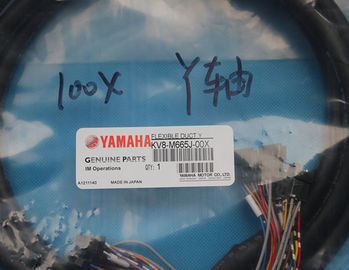 100X Y轴
YAMAHA
FLEXIBLE DUCT Y
KV8-M665J-00X
GENUINE PARTS
IM Operations
QTY: 1
A1211143 MADE IN JAPAN
YAMAHA MOTOR CO.,LTD.